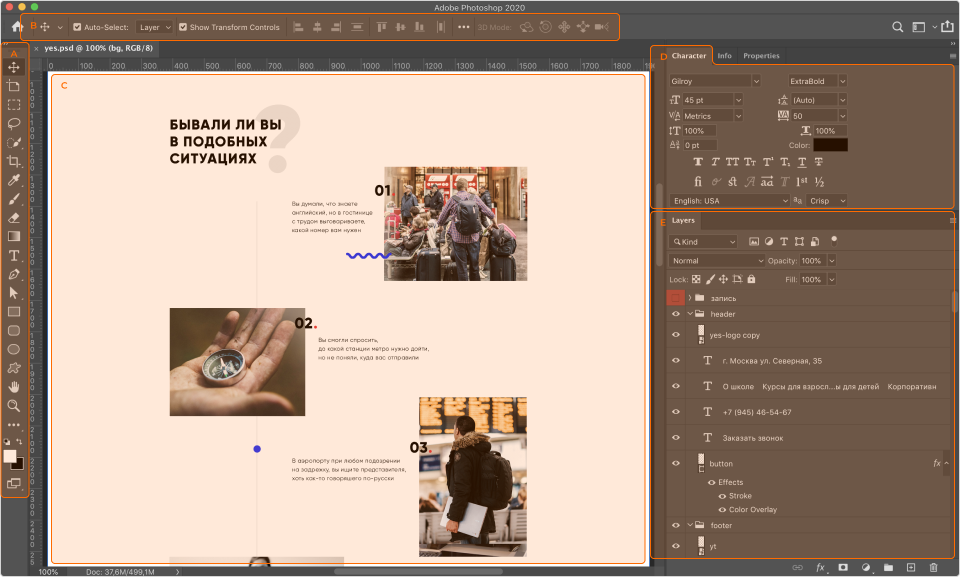 Adobe Photoshop 2020
B
Auto-Select: Layer
Show Transform Controls
3D Mode:
A
yes.psd @ 100% (bg, RGB/8)
0 100 200 300 400 500 600 700 800 900 1000 1100 1200 1300 1400 1500 1600 1700 1800 1900
C
БЫВАЛИ ЛИ ВЫ
В ПОДОБНЫХ
СИТУАЦИЯХ
?
01
Вы думали, что знаете
английский, но в гостинице
с трудом выговариваете,
какой номер вам нужен
02.
Вы смогли спросить,
до какой станции метро нужно дойти,
но не поняли, куда вас отправили
03.
В аэропорту при любом подозрении
на задержку, вы ищите представителя,
хоть как-то говорящего по-русски
100% Doc: 37,6M/499,1M
D
Character Info Properties
Gilroy ExtraBold
45 pt (Auto)
Metrics 50
100% 100%
0 pt Color:
T T TT Tт T¹ T₁ T T
fi st A aa T 1st ½
English: USA aa Crisp
E
Layers
Kind
Normal Opacity: 100%
Lock: Fill: 100%
запись
header
yes-logo copy
T г. Москва ул. Северная, 35
T О школе Курсы для взросл...ы для детей Корпоративн
T +7 (945) 46-54-67
T Заказать звонок
button fx
Effects
Stroke
Color Overlay
footer
yt
fx